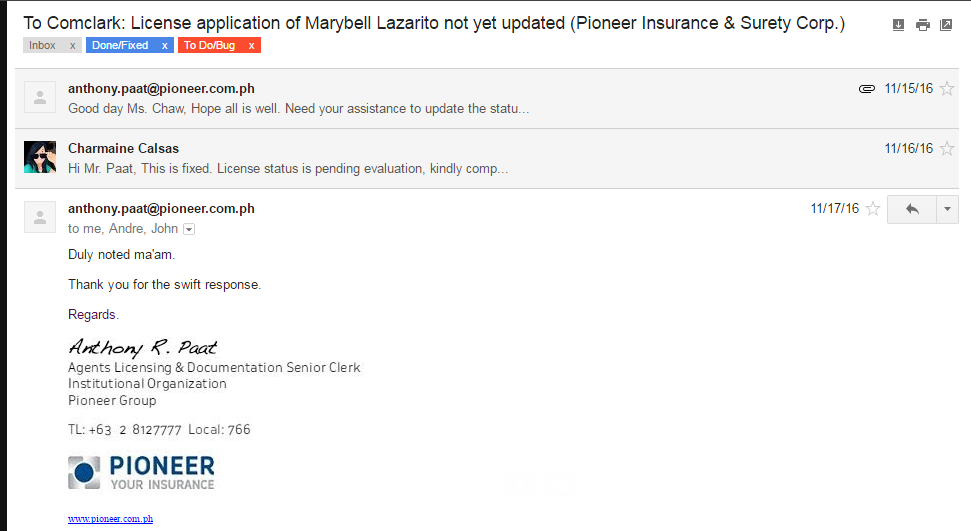 To Comclark: License application of Marybell Lazarito not yet updated (Pioneer Insurance & Surety Corp.)
Inbox x Done/Fixed x To Do/Bug x
anthony.paat@pioneer.com.ph 11/15/16
Good day Ms. Chaw, Hope all is well. Need your assistance to update the statu...
Charmaine Calsas 11/16/16
Hi Mr. Paat, This is fixed. License status is pending evaluation, kindly comp...
anthony.paat@pioneer.com.ph 11/17/16
to me, Andre, John
Duly noted ma'am.
Thank you for the swift response.
Regards.
Anthony R. Paat
Agents Licensing & Documentation Senior Clerk
Institutional Organization
Pioneer Group
TL: +63 2 8127777 Local: 766
PIONEER
YOUR INSURANCE
www.pioneer.com.ph